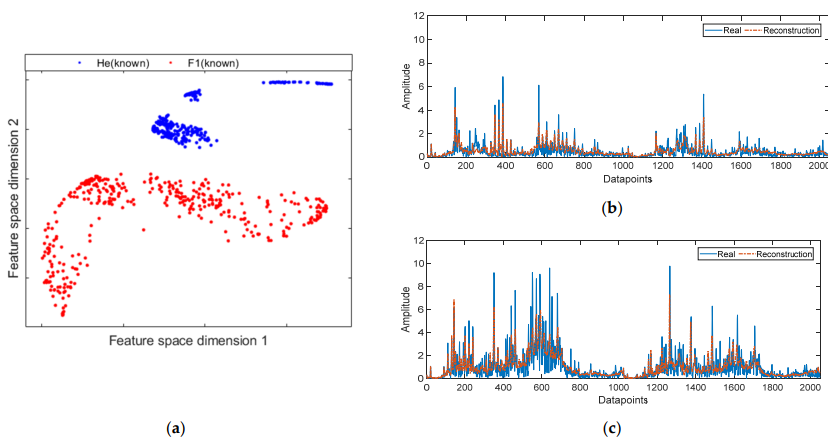 He(known) F1(known)
Feature space dimension 2
Feature space dimension 1
(a)
Real Reconstruction
Amplitude
12
10
8
6
4
2
0
0 200 400 600 800 1000 1200 1400 1600 1800 2000
Datapoints
(b)
Real Reconstruction
Amplitude
12
10
8
6
4
2
0
0 200 400 600 800 1000 1200 1400 1600 1800 2000
Datapoints
(c)